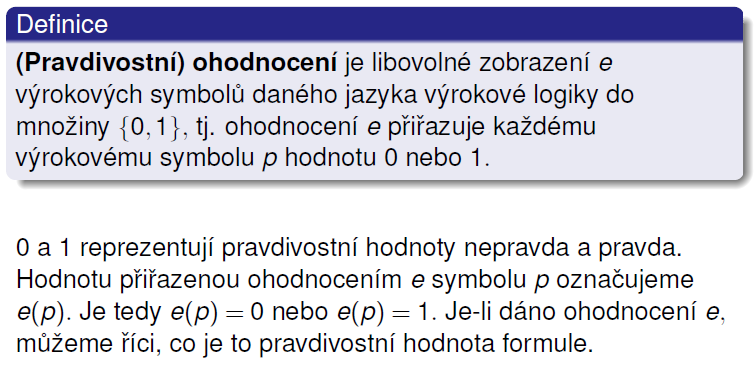 Definice
(Pravdivostní) ohodnocení je libovolné zobrazení e
výrokových symbolů daného jazyka výrokové logiky do
množiny {0, 1}, tj. ohodnocení e přiřazuje každému
výrokovému symbolu p hodnotu 0 nebo 1.
0 a 1 reprezentují pravdivostní hodnoty nepravda a pravda.
Hodnotu přiřazenou ohodnocením e symbolu p označujeme
e(p). Je tedy e(p) = 0 nebo e(p) = 1. Je-li dáno ohodnocení e,
můžeme říci, co je to pravdivostní hodnota formule.